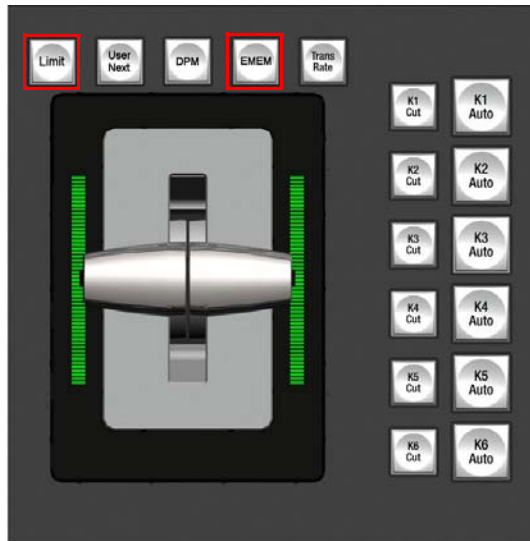 Limit
User
Next
DPM
EMEM
Trans
Rate
K1
Cut
K1
Auto
K2
Cut
K2
Auto
K3
Cut
K3
Auto
K4
Cut
K4
Auto
K5
Cut
K5
Auto
K6
Cut
K6
Auto